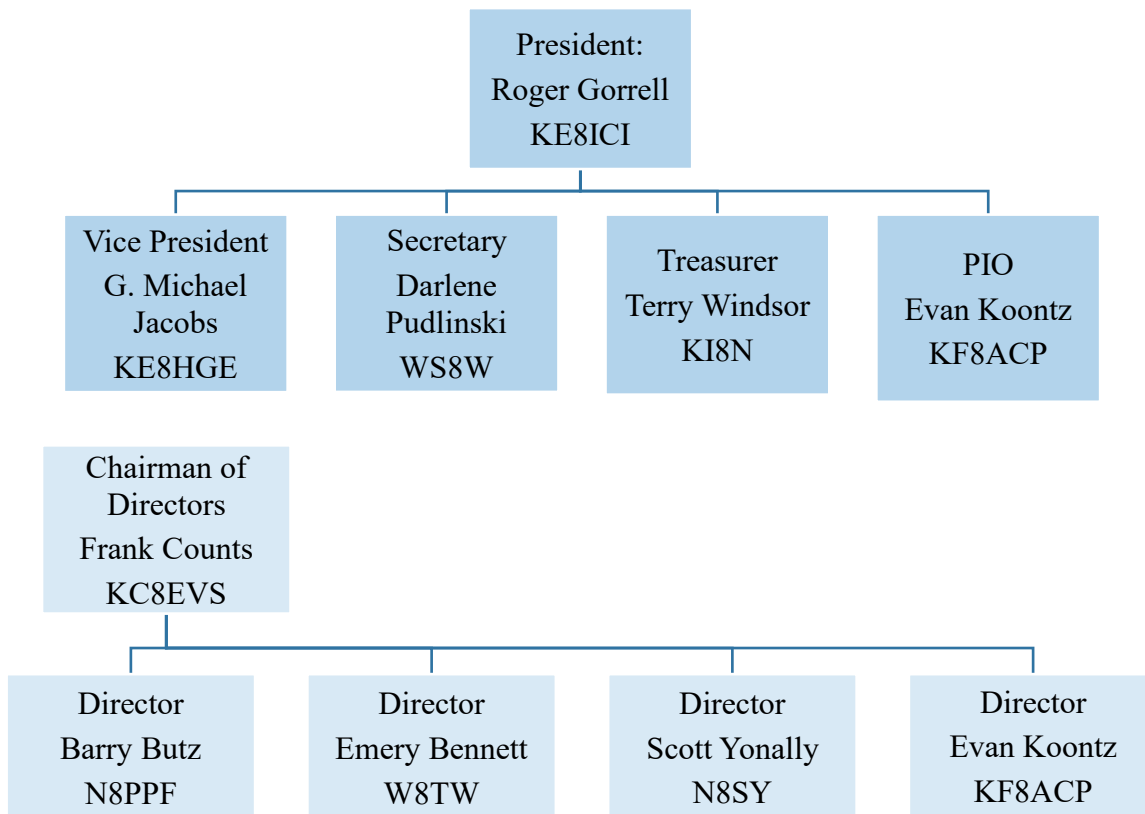 President:
Roger Gorrell
KE8ICI
Vice President
G. Michael
Jacobs
KE8HGE
Secretary
Darlene
Pudlinski
WS8W
Treasurer
Terry Windsor
KI8N
PIO
Evan Koontz
KF8ACP
Chairman of
Directors
Frank Counts
KC8EVS
Director
Barry Butz
N8PPF
Director
Emery Bennett
W8TW
Director
Scott Yonally
N8SY
Director
Evan Koontz
KF8ACP